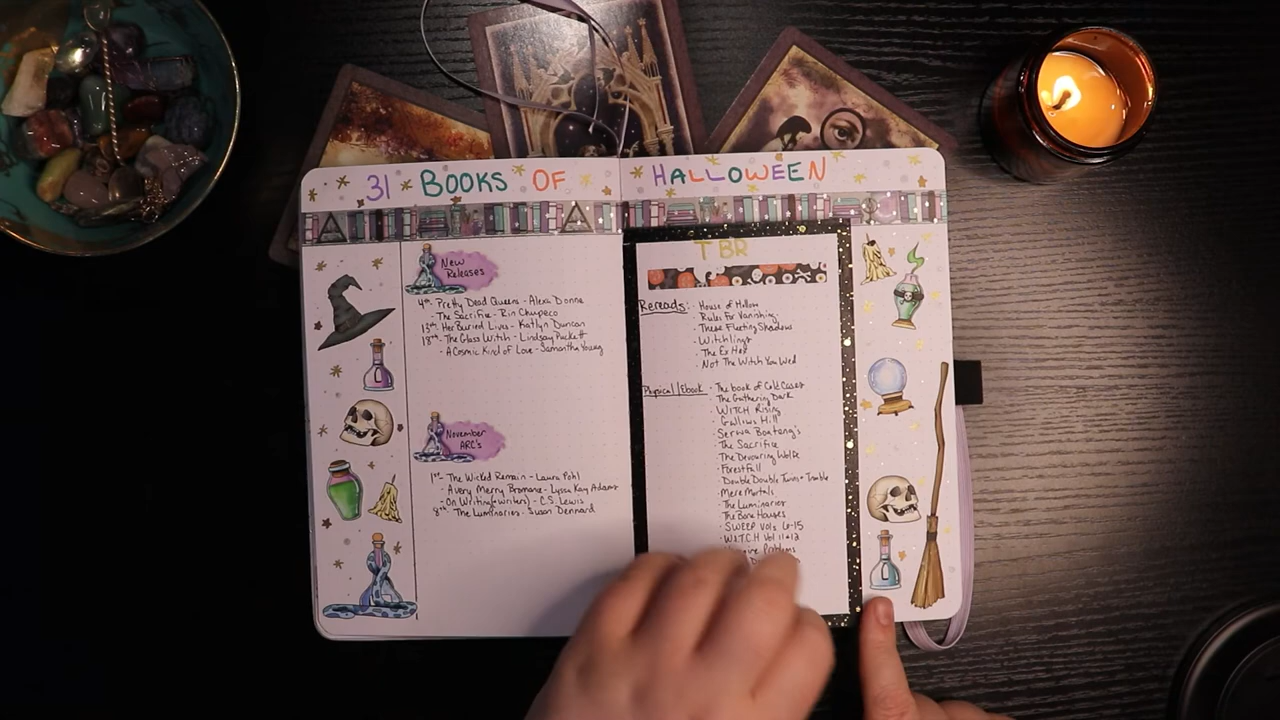 31 BOOKS OF HALLOWEEN
New Releases
4th - Pretty Dead Queens - Alexa Donne
- The Sacrifice - Rin Chupeco
13th - Her Buried Lives - Katlyn Duncan
18th - The Glass Witch - Lindsay Puckett
- A Cosmic Kind of Love - Samantha Young
November ARC's
1st - The Wicked Remain - Laura Pohl
- A very Merry Bromance - Lyssa Kay Adams
- On Writing (+Writers) - C.S. Lewis
8th - The Luminaries - Susan Dennard
TBR
Rereads: · House of Hollow
· Rules For Vanishing
· These Fleeting Shadows
· Witchlings
· The Ex Hex
· Not The Witch You Wed
Physical/Ebook · The book of Cold Cases
· The Gathering Dark
· WITCH Rising
· Gallows Hill
· Serwa Boateng's
· The Sacrifice
· The Devouring Wolf
· Forestfall
· Double Double Twins + Trouble
· Mere Mortals
· The Luminaries
· The Bone Houses
· SWEEP Vols 6-15
· W.I.T.C.H Vol 11+12
Problems